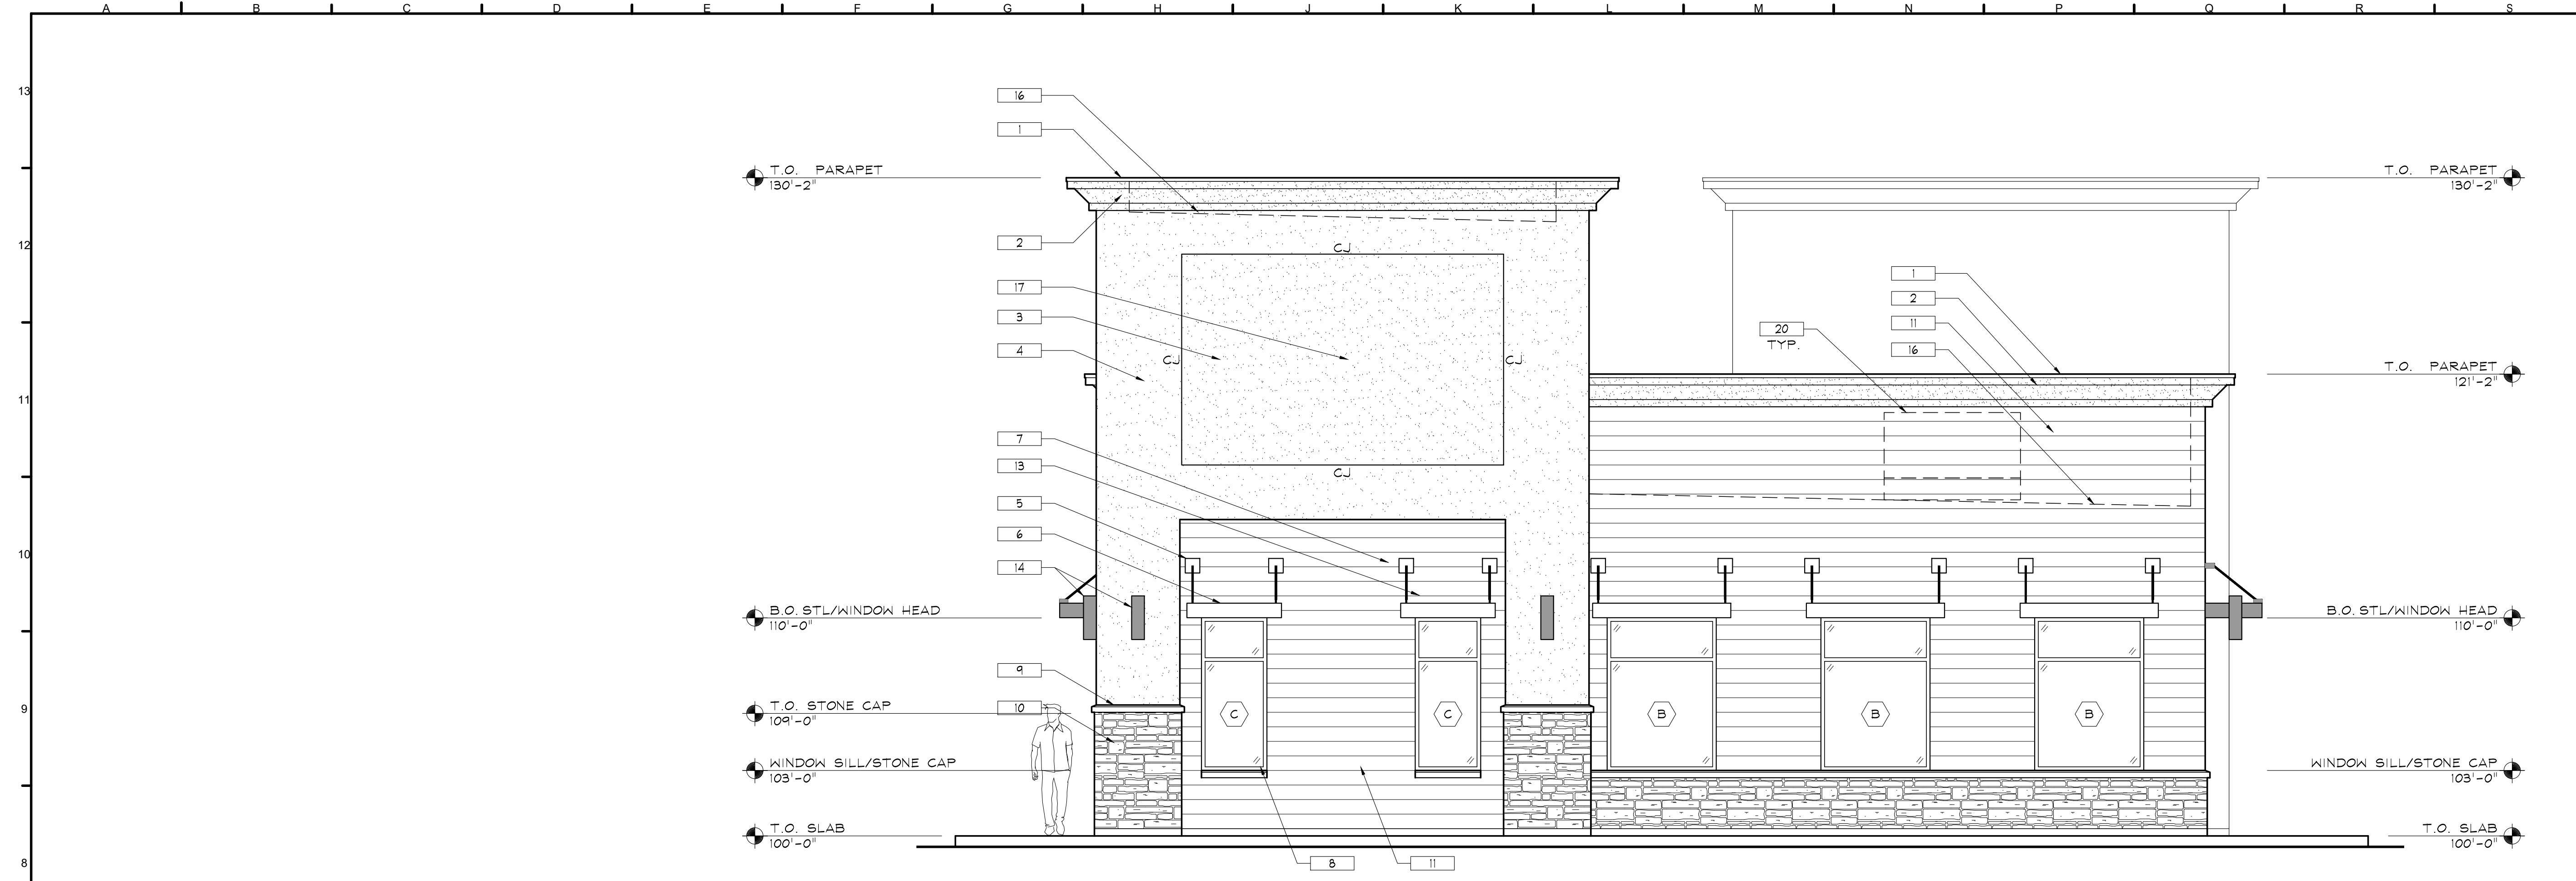 A B C D E F G H J K L M N P Q R S
13
16
1
T.O. PARAPET
130'-2"
T.O. PARAPET
130'-2"
12
2
CJ
1
17
2
3
11
20
TYP.
4
CJ
CJ
16
T.O. PARAPET
121'-2"
11
7
13
CJ
5
10
6
14
B.O. STL/WINDOW HEAD
110'-0"
B.O. STL/WINDOW HEAD
110'-0"
9
10
9
T.O. STONE CAP
109'-0"
C
C
B
B
B
WINDOW SILL/STONE CAP
103'-0"
WINDOW SILL/STONE CAP
103'-0"
T.O. SLAB
100'-0"
T.O. SLAB
100'-0"
8
8
11